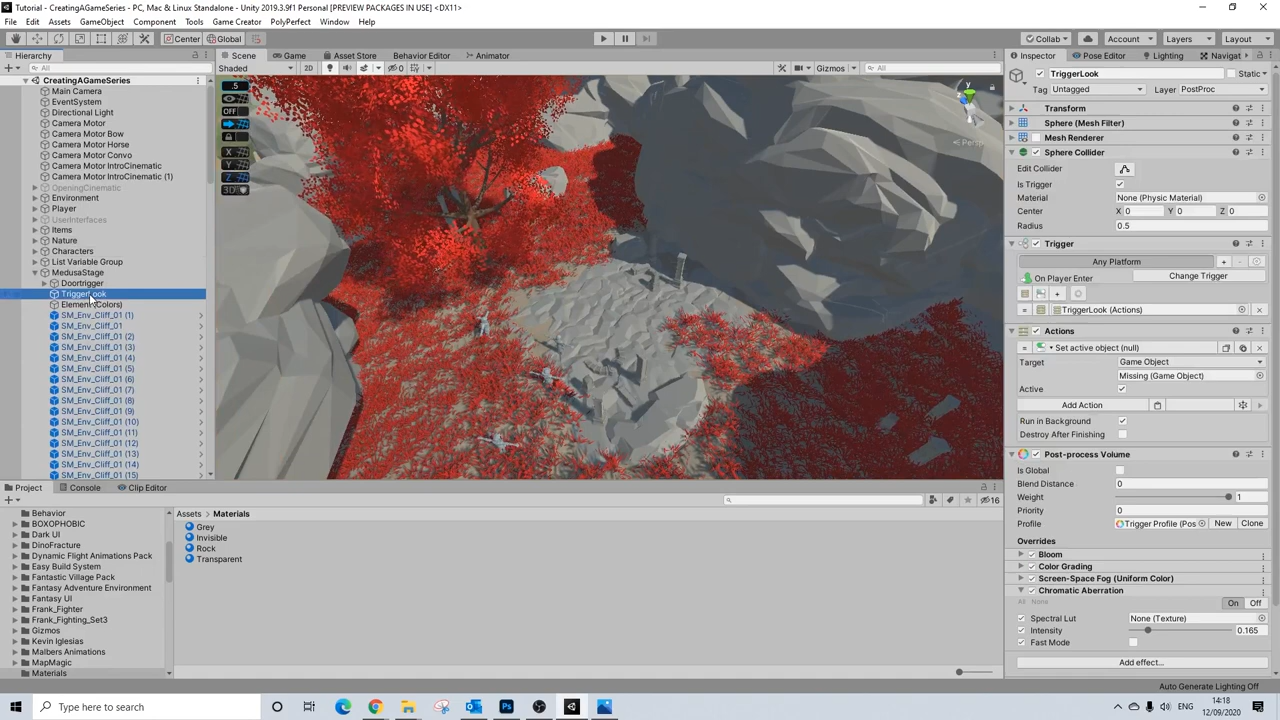 Tutorial - CreatingAGameSeries - PC, Mac & Linux Standalone - Unity 2019.3.9f1 Personal [PREVIEW PACKAGES IN USE] <DX11>
File Edit Assets GameObject Component Tools Game Creator PolyPerfect Window Help
Center Global Collab Account Layers Layout
Hierarchy Scene Game Asset Store Behavior Editor Animator Inspector Pose Editor Lighting Navigat
All
Shaded 2D 0 Gizmos All
CreatingAGameSeries
Main Camera
EventSystem
Directional Light
Camera Motor
Camera Motor Bow
Camera Motor Horse
Camera Motor Convo
Camera Motor IntroCinematic
Camera Motor IntroCinematic (1)
OpeningCinematic
Environment
Player
UserInterfaces
Items
Nature
Characters
List Variable Group
MedusaStage
Doortrigger
TriggerLook
SM_Env_Cliff_01 (1)
SM_Env_Cliff_01
SM_Env_Cliff_01 (2)
SM_Env_Cliff_01 (3)
SM_Env_Cliff_01 (4)
SM_Env_Cliff_01 (5)
SM_Env_Cliff_01 (6)
SM_Env_Cliff_01 (7)
SM_Env_Cliff_01 (8)
SM_Env_Cliff_01 (9)
SM_Env_Cliff_01 (10)
SM_Env_Cliff_01 (11)
SM_Env_Cliff_01 (12)
SM_Env_Cliff_01 (13)
SM_Env_Cliff_01 (14)
SM_Env_Cliff_01 (15)
.5
OFF
X
Y
Z
3D
y
Persp
TriggerLook Static
Tag Untagged Layer PostProc
Transform
Sphere (Mesh Filter)
Mesh Renderer
Sphere Collider
Edit Collider
Is Trigger
Material None (Physic Material)
Center X 0 Y 0 Z 0
Radius 0.5
Trigger
Any Platform
On Player Enter Change Trigger
TriggerLook (Actions)
Actions
Set active object (null)
Target Game Object
Missing (Game Object)
Active
Add Action
Run in Background
Destroy After Finishing
Post-process Volume
Is Global
Blend Distance 0
Weight 1
Priority 0
Profile Trigger Profile (Pos New Clone
Overrides
Bloom
Color Grading
Screen-Space Fog (Uniform Color)
Chromatic Aberration
All None On Off
Spectral Lut None (Texture)
Intensity 0.165
Fast Mode
Add effect...
Auto Generate Lighting Off
Project Console Clip Editor
16
Behavior
BOXOPHOBIC
Dark UI
DinoFracture
Dynamic Flight Animations Pack
Easy Build System
Fantastic Village Pack
Fantasy Adventure Environment
Fantasy UI
Frank_Fighter
Frank_Fighting_Set3
Gizmos
Kevin Iglesias
Malbers Animations
MapMagic
Materials
Assets > Materials
Grey
Invisible
Rock
Transparent
Type here to search
ENG
14:18
12/09/2020